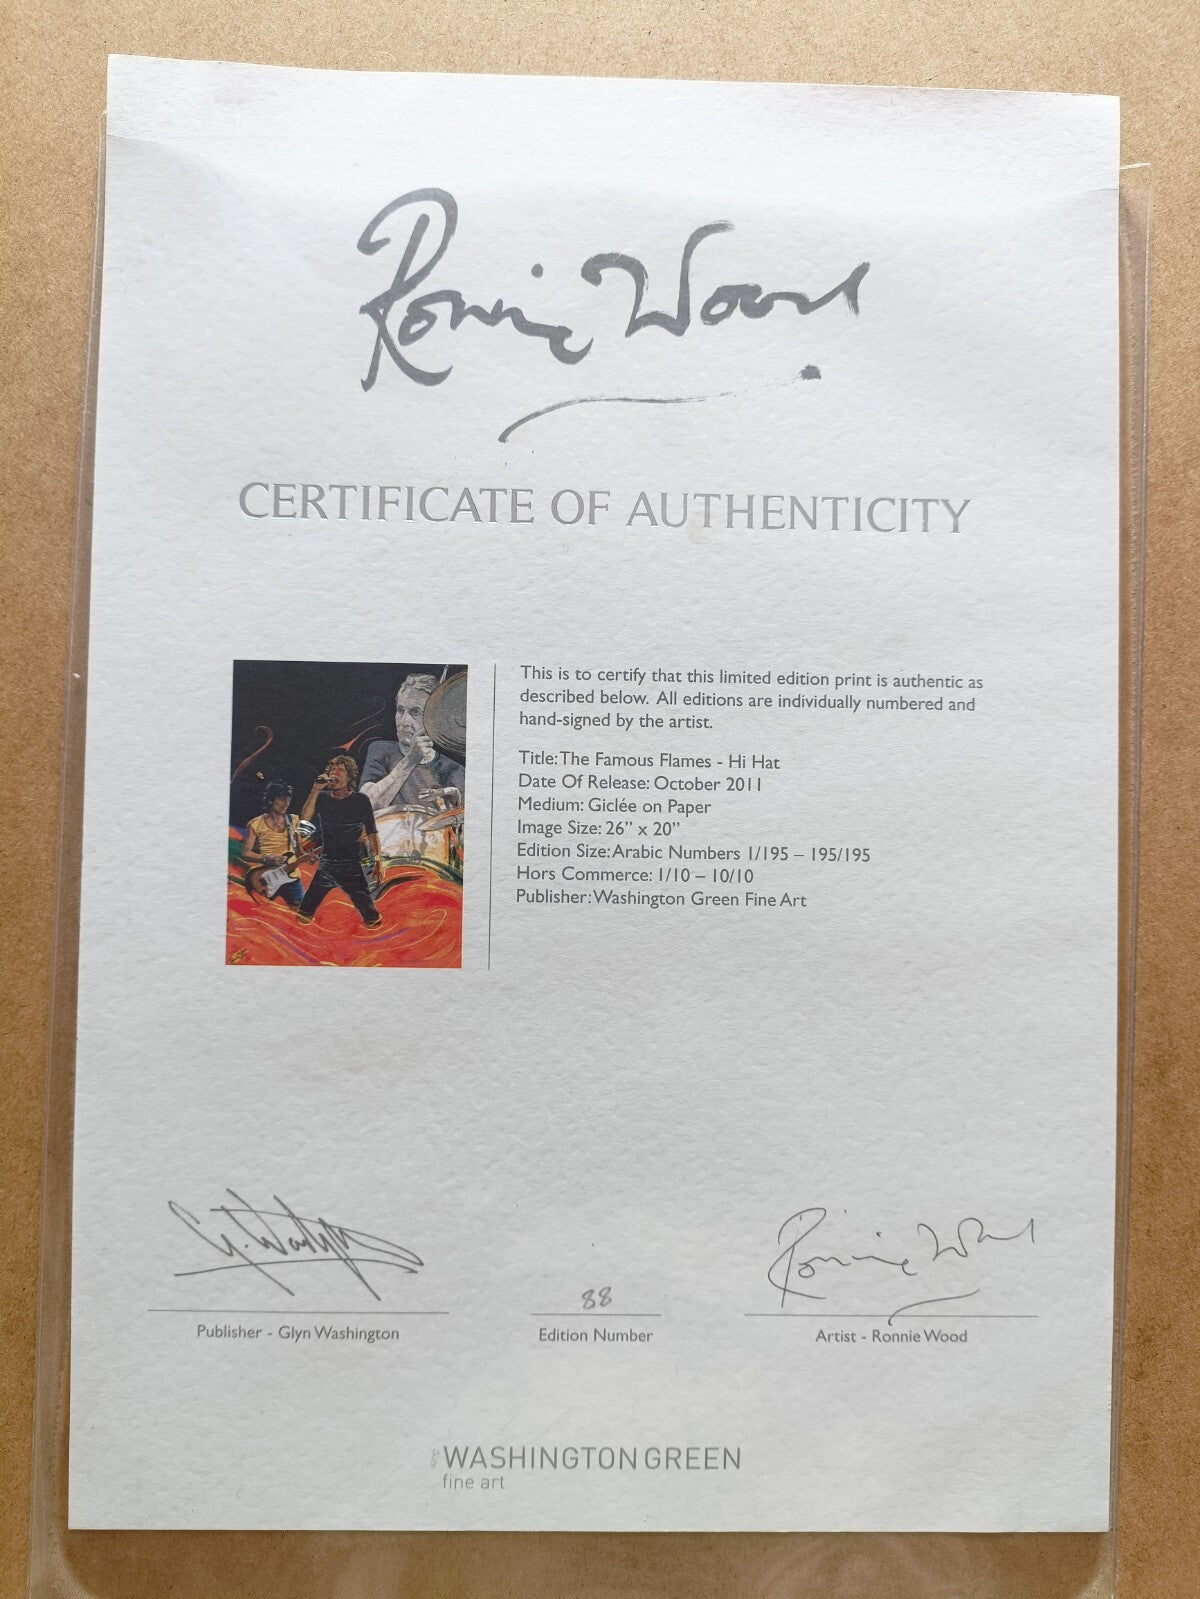 Ronnie Wood
CERTIFICATE OF AUTHENTICITY
This is to certify that this limited edition print is authentic as
described below. All editions are individually numbered and
hand-signed by the artist.
Title: The Famous Flames - Hi Hat
Date Of Release: October 2011
Medium: Giclée on Paper
Image Size: 26” x 20”
Edition Size: Arabic Numbers 1/195 – 195/195
Hors Commerce: 1/10 – 10/10
Publisher: Washington Green Fine Art
88
Ronnie Wood
Publisher - Glyn Washington
Edition Number
Artist - Ronnie Wood
WASHINGTON GREEN
fine art